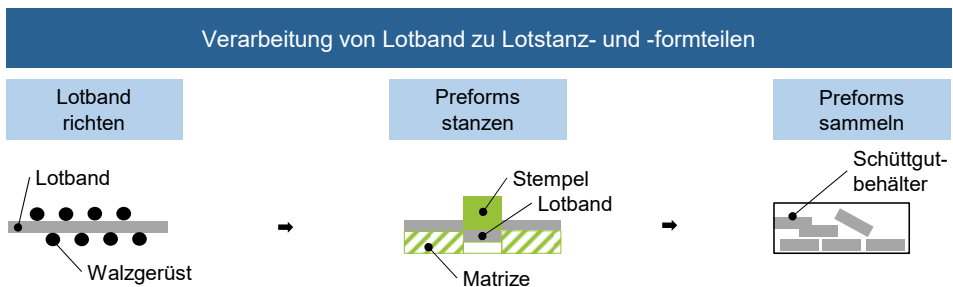 Verarbeitung von Lotband zu Lotstanz- und -formteilen
Lotband
richten
Preforms
stanzen
Preforms
sammeln
Lotband
Walzgerüst
Stempel
Lotband
Matrize
Schüttgut-
behälter